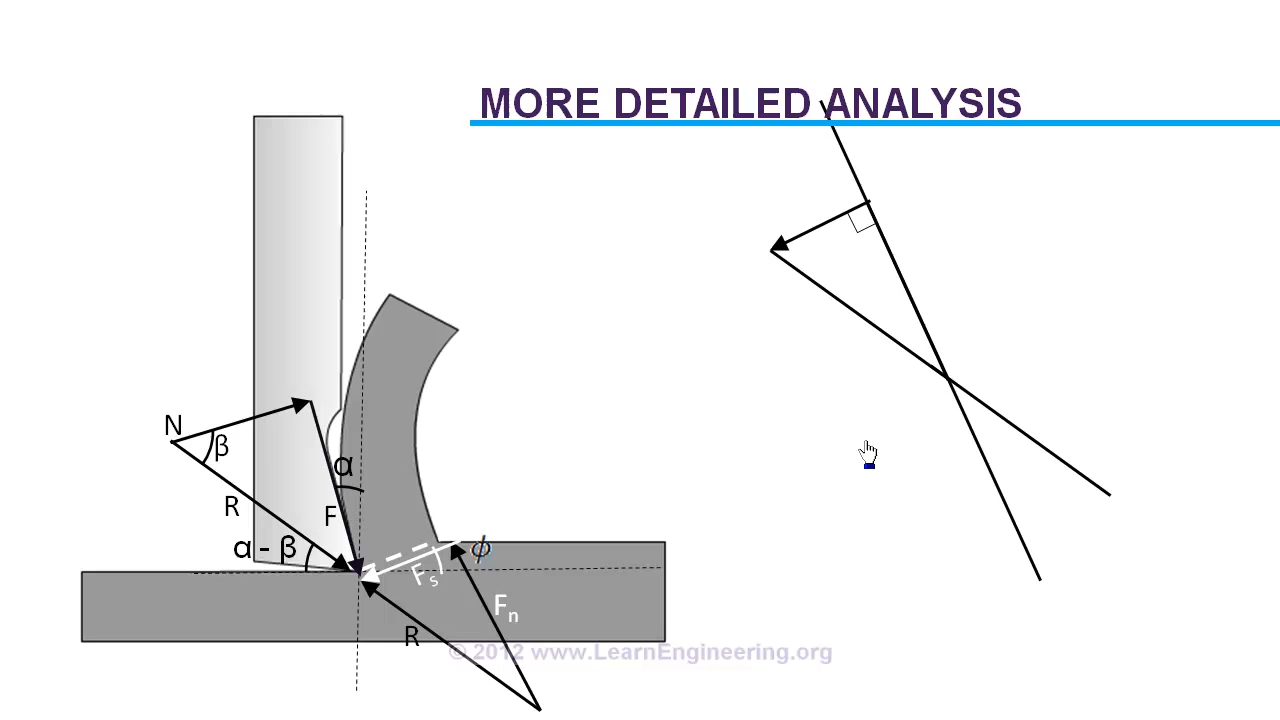 MORE DETAILED ANALYSIS
N
β
α
R
F
α - β
ϕ
Fs
Fn
R
© 2012 www.LearnEngineering.org